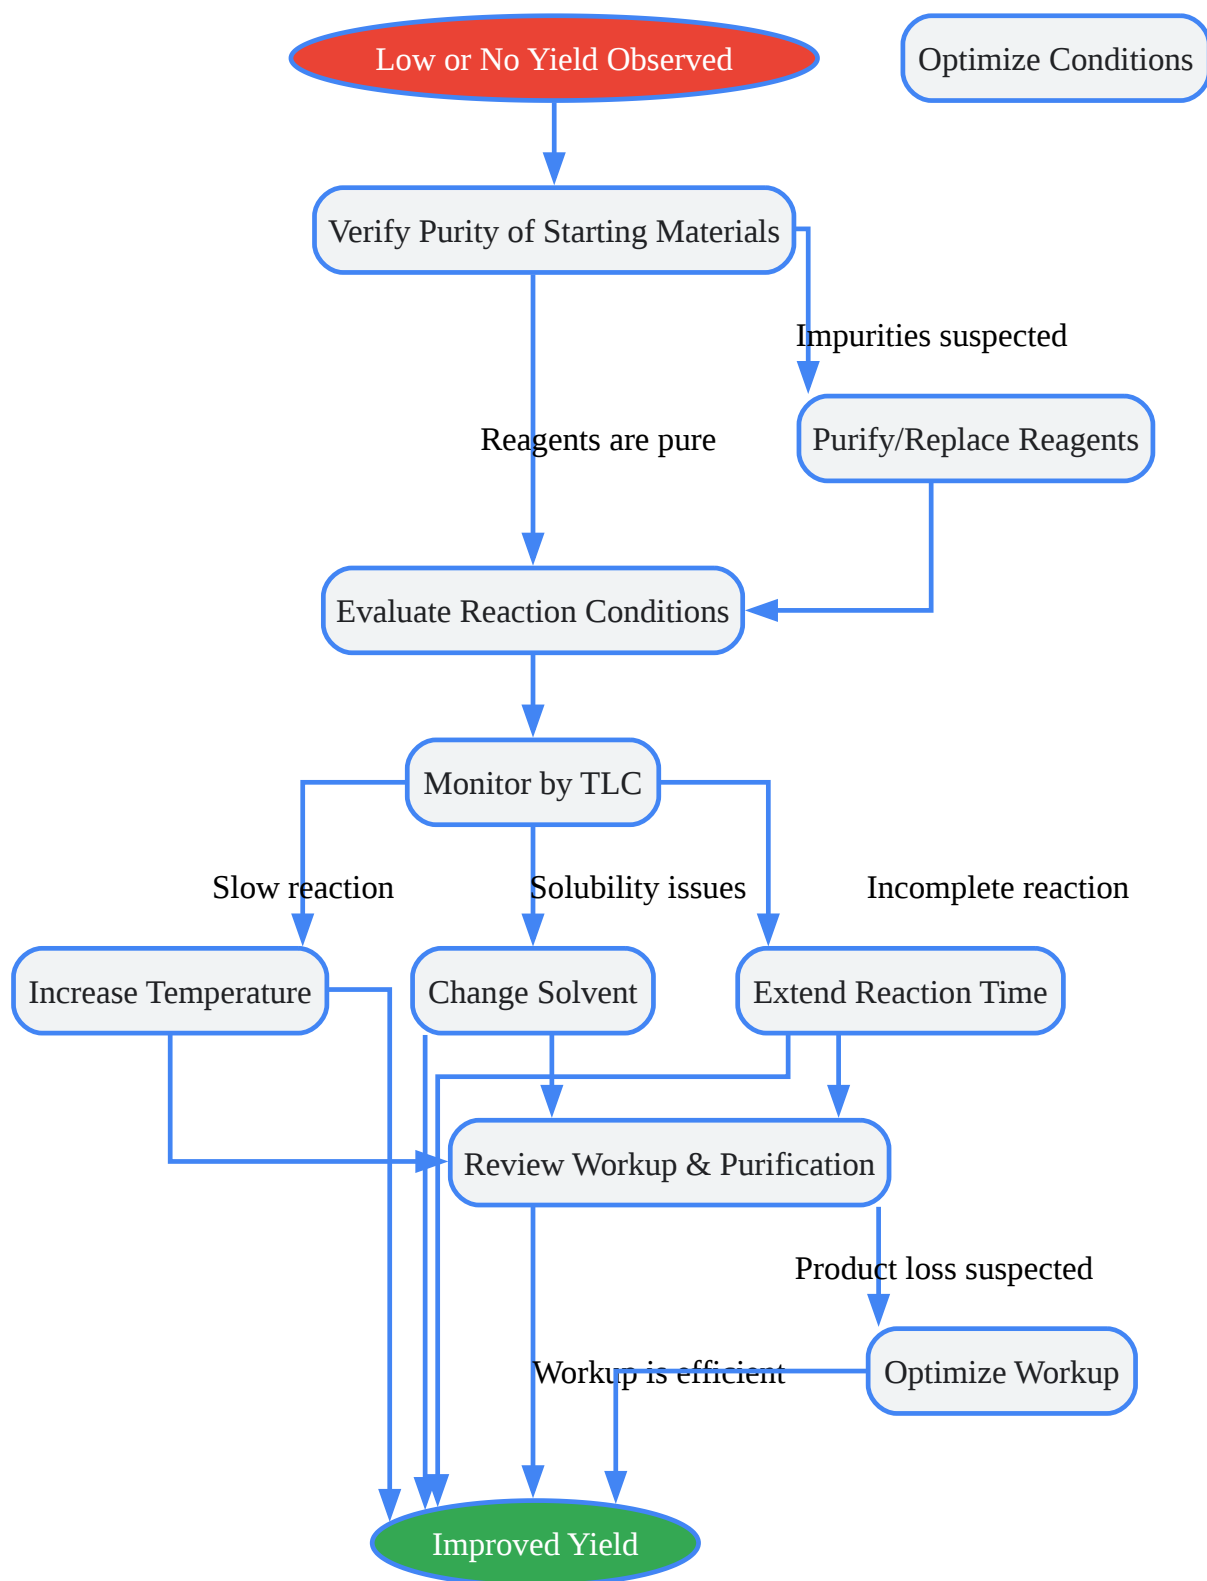 Low or No Yield Observed
Optimize Conditions
Verify Purity of Starting Materials
Impurities suspected
Reagents are pure
Purify/Replace Reagents
Evaluate Reaction Conditions
Monitor by TLC
Slow reaction
Solubility issues
Incomplete reaction
Increase Temperature
Change Solvent
Extend Reaction Time
Review Workup & Purification
Product loss suspected
Workup is efficient
Optimize Workup
Improved Yield